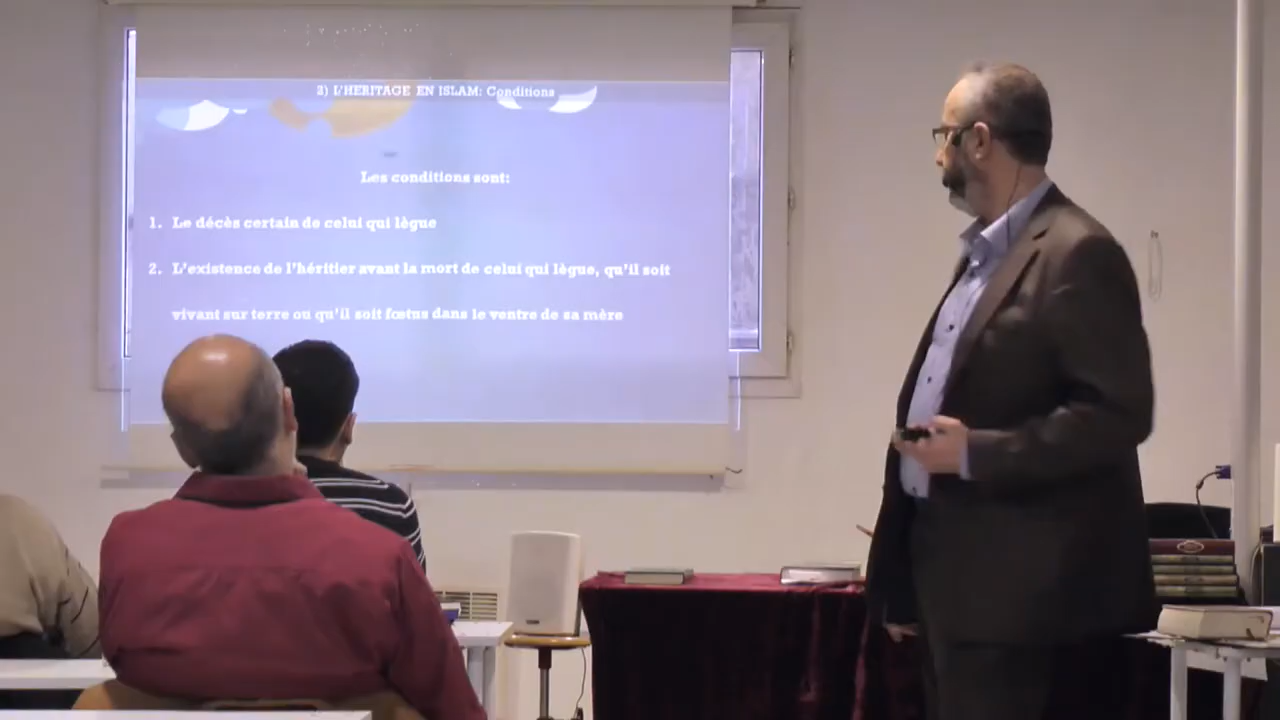 2) L'HERITAGE EN ISLAM: Conditions
Les conditions sont:
1. Le décès certain de celui qui lègue
2. L'existence de l'héritier avant la mort de celui qui lègue, qu'il soit
vivant sur terre ou qu'il soit fœtus dans le ventre de sa mère